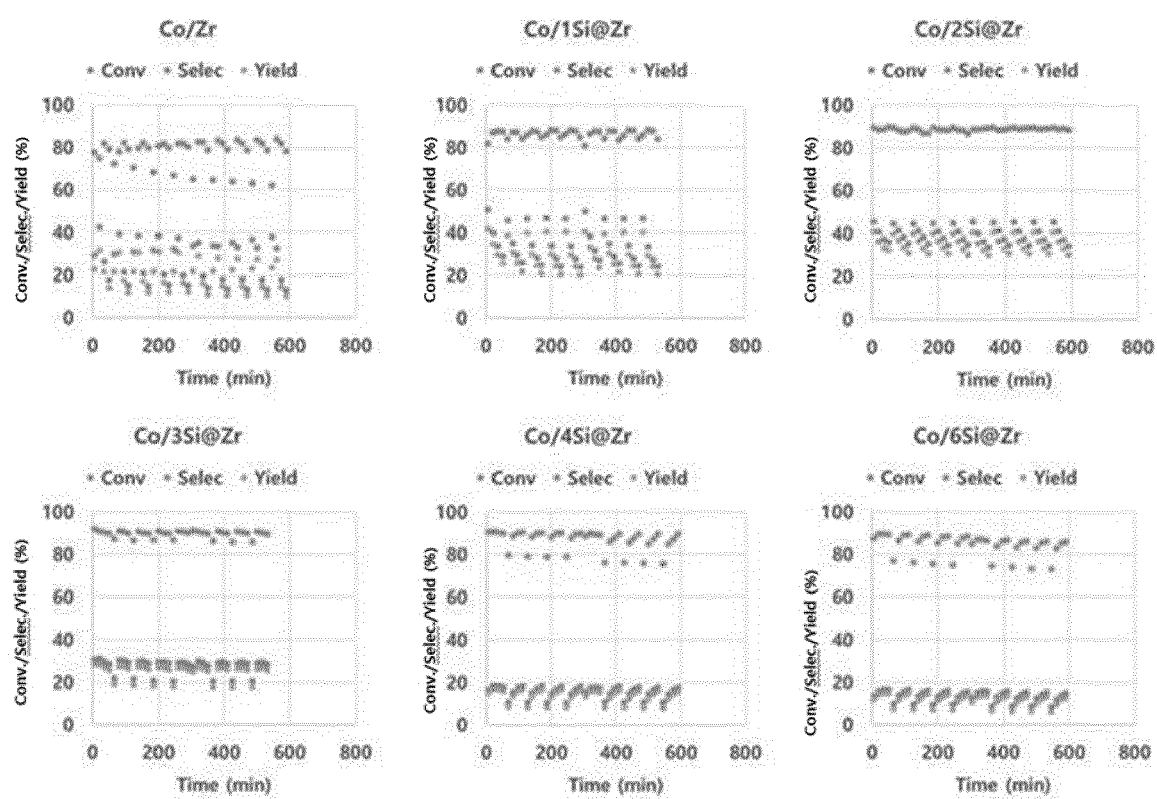 Co/Zr
• Conv • Selec • Yield
Conv./Selec./Yield (%)
100
80
60
40
20
0
0 200 400 600 800
Time (min)
Co/1Si@Zr
• Conv • Selec • Yield
Conv./Selec./Yield (%)
100
80
60
40
20
0
0 200 400 600 800
Time (min)
Co/2Si@Zr
• Conv • Selec • Yield
Conv./Selec./Yield (%)
100
80
60
40
20
0
0 200 400 600 800
Time (min)
Co/3Si@Zr
• Conv • Selec • Yield
Conv./Selec./Yield (%)
100
80
60
40
20
0
0 200 400 600 800
Time (min)
Co/4Si@Zr
• Conv • Selec • Yield
Conv./Selec./Yield (%)
100
80
60
40
20
0
0 200 400 600 800
Time (min)
Co/6Si@Zr
• Conv • Selec • Yield
Conv./Selec./Yield (%)
100
80
60
40
20
0
0 200 400 600 800
Time (min)